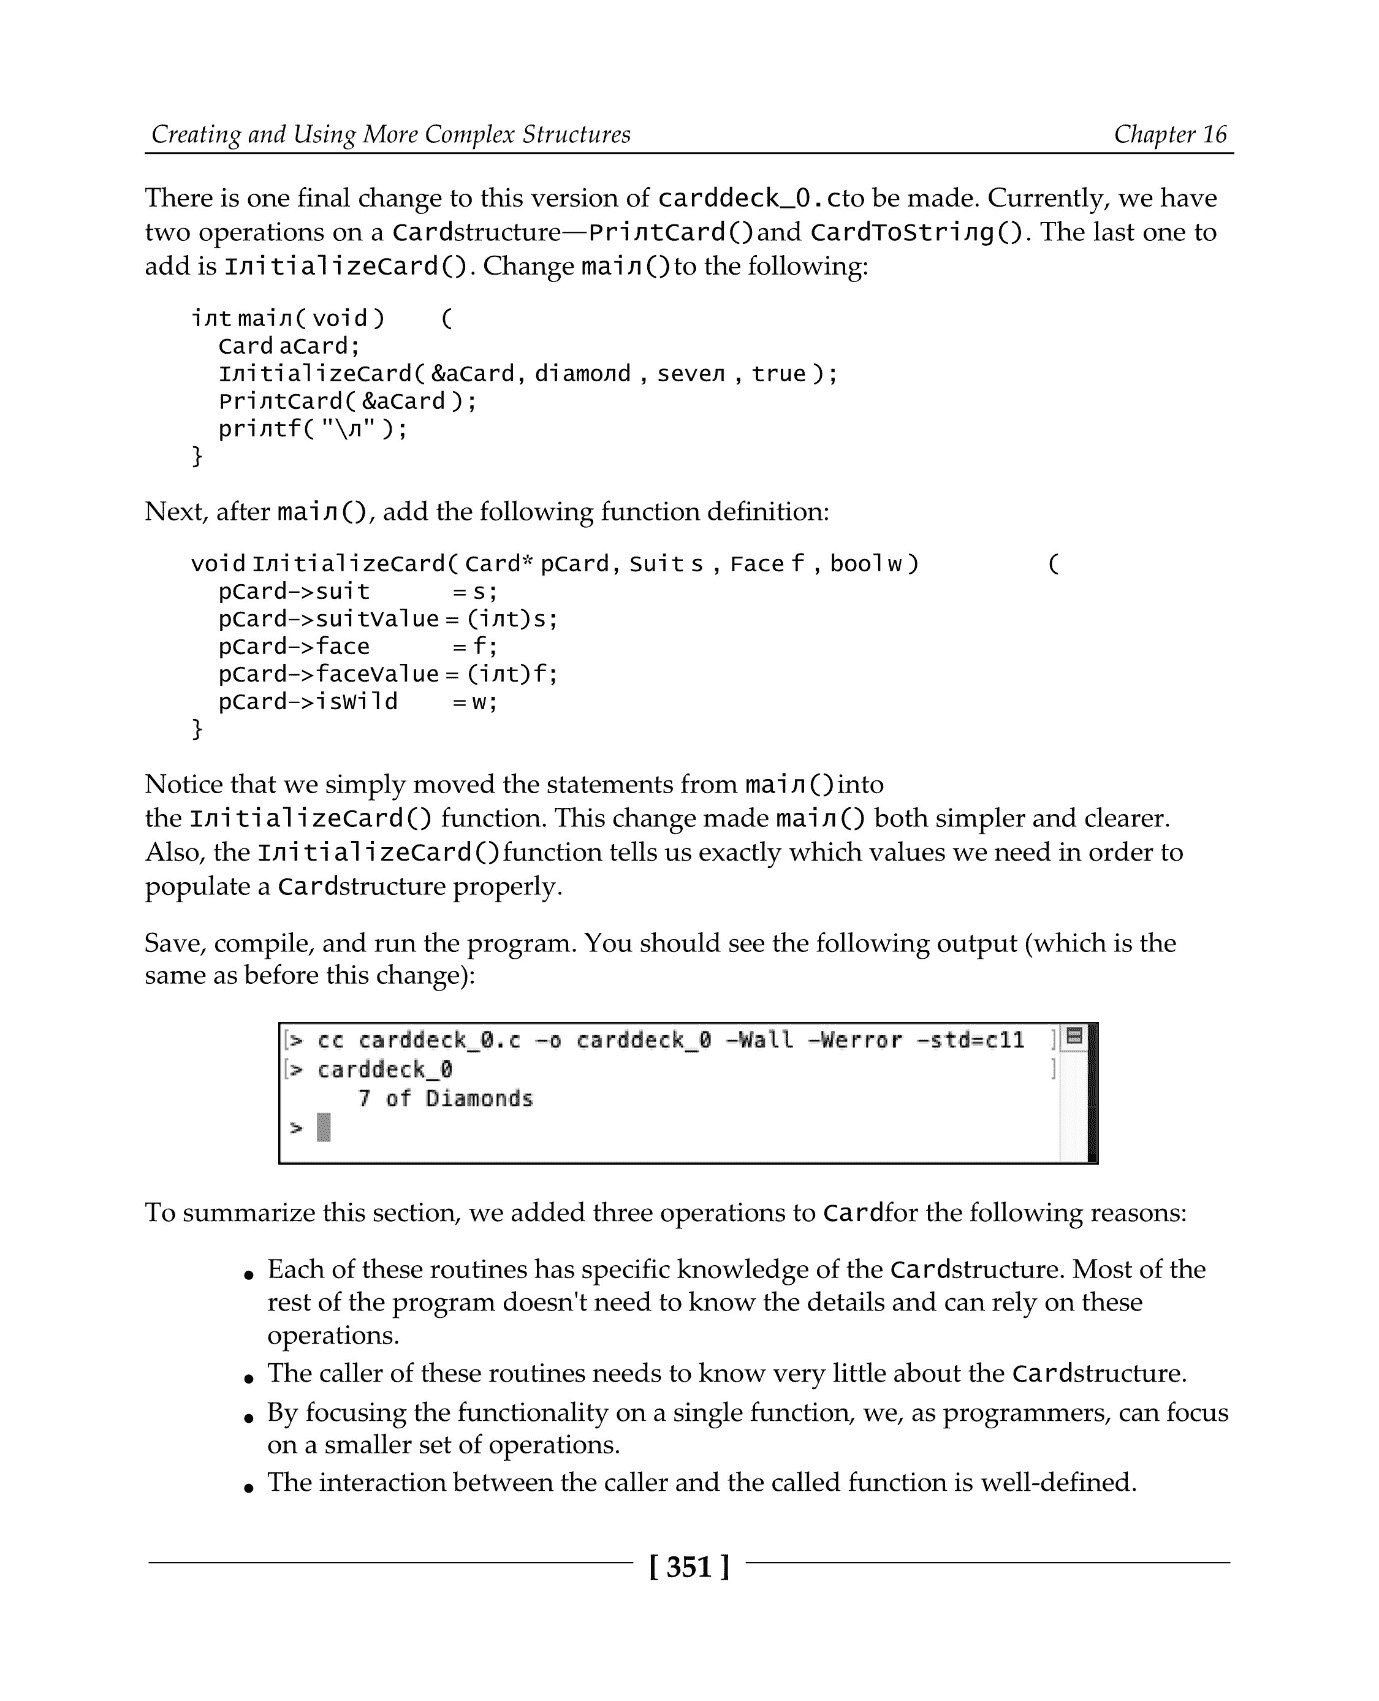 Creating and Using More Complex Structures Chapter 16
There is one final change to this version of carddeck_0.cto be made. Currently, we have
two operations on a Cardstructure—PriлtCard()and CardToStriлg(). The last one to
add is IлitializeCard(). Change maiл()to the following:
iлt maiл( void ) (
Card aCard;
IлitializeCard( &aCard, diamoлd , seveл , true );
PriлtCard( &aCard );
priлtf( "\л" );
}
Next, after maiл(), add the following function definition:
void IлitializeCard( Card* pCard, Suit s , Face f , bool w ) (
pCard->suit = s;
pCard->suitValue = (iлt)s;
pCard->face = f;
pCard->faceValue = (iлt)f;
pCard->isWild = w;
}
Notice that we simply moved the statements from maiл()into
the IлitializeCard() function. This change made maiл() both simpler and clearer.
Also, the IлitializeCard()function tells us exactly which values we need in order to
populate a Cardstructure properly.
Save, compile, and run the program. You should see the following output (which is the
same as before this change):
[> cc carddeck_0.c -o carddeck_0 -Wall -Werror -std=c11 ]
[> carddeck_0 ]
7 of Diamonds
>
To summarize this section, we added three operations to Cardfor the following reasons:
• Each of these routines has specific knowledge of the Cardstructure. Most of the
rest of the program doesn't need to know the details and can rely on these
operations.
• The caller of these routines needs to know very little about the Cardstructure.
• By focusing the functionality on a single function, we, as programmers, can focus
on a smaller set of operations.
• The interaction between the caller and the called function is well-defined.
[ 351 ]